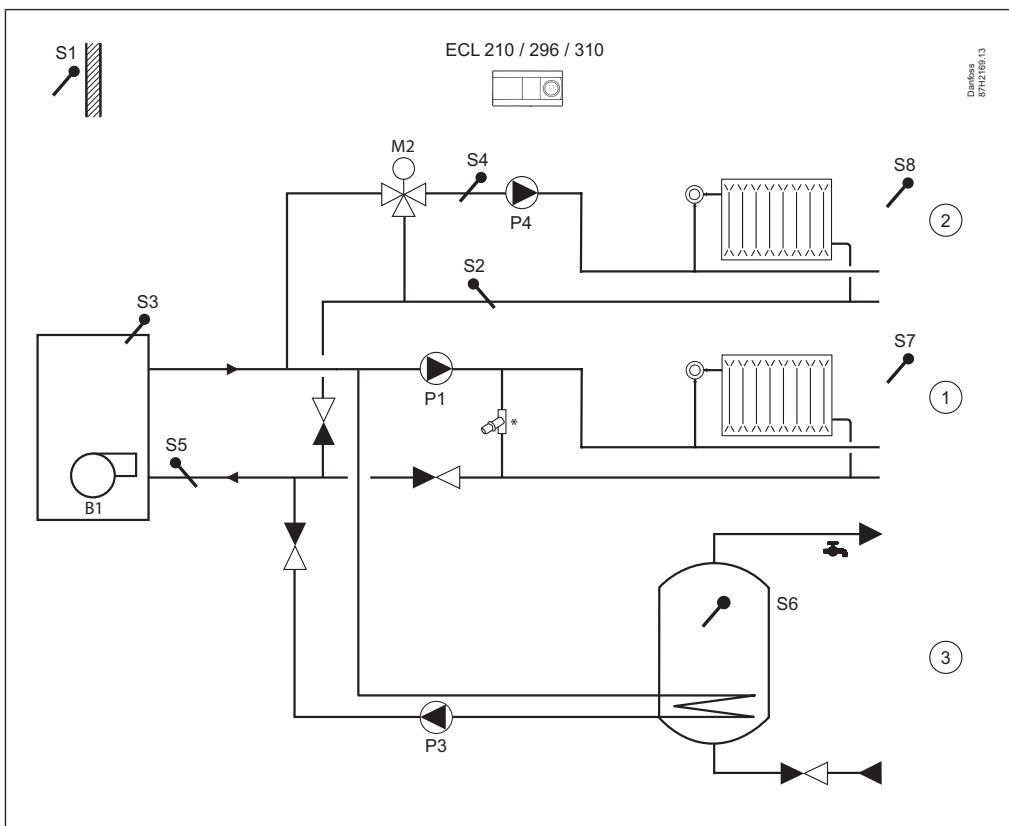 ECL 210 / 296 / 310
Danfoss
87H2169.13
S1
M2
S4
P4
S8
2
S2
S3
P1
*
S7
1
S5
B1
S6
3
P3